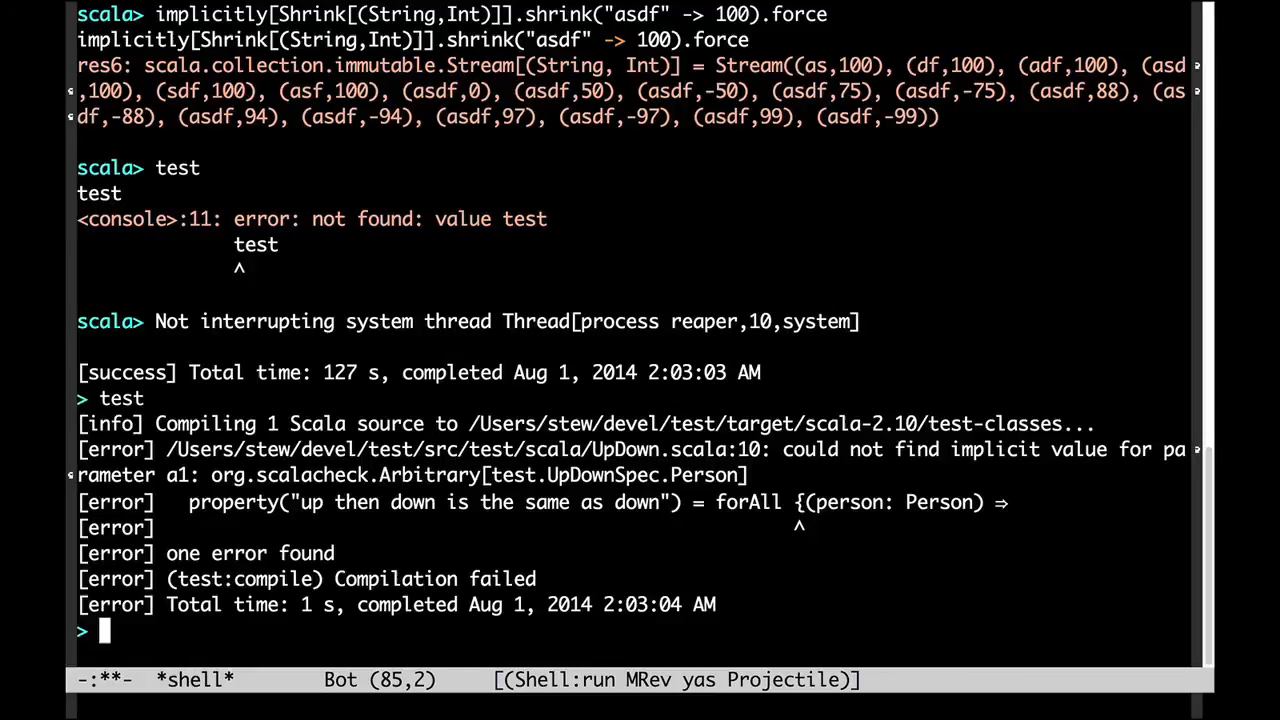 scala> implicitly[Shrink[(String,Int)]].shrink("asdf" -> 100).force
implicitly[Shrink[(String,Int)]].shrink("asdf" -> 100).force
res6: scala.collection.immutable.Stream[(String, Int)] = Stream((as,100), (df,100), (adf,100), (asd
,100), (sdf,100), (asf,100), (asdf,0), (asdf,50), (asdf,-50), (asdf,75), (asdf,-75), (asdf,88), (as
df,-88), (asdf,94), (asdf,-94), (asdf,97), (asdf,-97), (asdf,99), (asdf,-99))
scala> test
test
<console>:11: error: not found: value test
test
^
scala> Not interrupting system thread Thread[process reaper,10,system]
[success] Total time: 127 s, completed Aug 1, 2014 2:03:03 AM
> test
[info] Compiling 1 Scala source to /Users/stew/devel/test/target/scala-2.10/test-classes...
[error] /Users/stew/devel/test/src/test/scala/UpDown.scala:10: could not find implicit value for pa
rameter a1: org.scalacheck.Arbitrary[test.UpDownSpec.Person]
[error]   property("up then down is the same as down") = forAll {(person: Person) ⇒
[error]                                                         ^
[error] one error found
[error] (test:compile) Compilation failed
[error] Total time: 1 s, completed Aug 1, 2014 2:03:04 AM
>
-:**-  *shell*        Bot (85,2)     [(Shell:run MRev yas Projectile)]